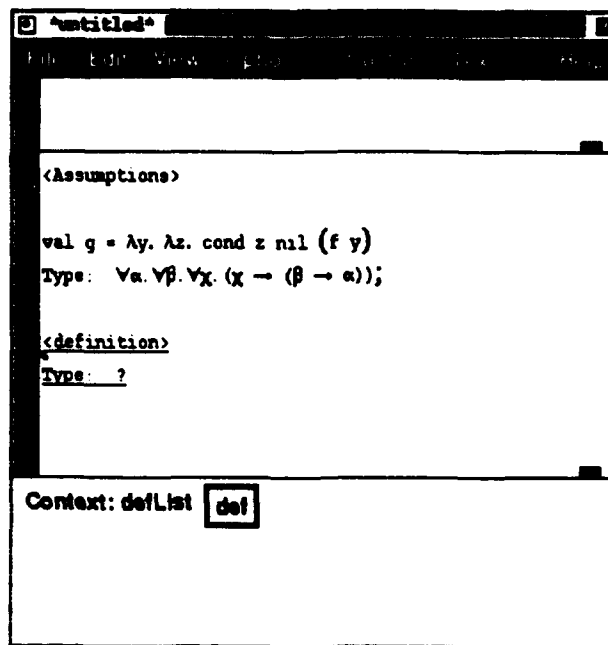 *untitled*
File Edit View
<Assumptions>
val g = λy. λz. cond z nil (f y)
Type: ∀α.∀β.∀χ.(χ → (β → α));
<definition>
Type: ?
Context: defList def